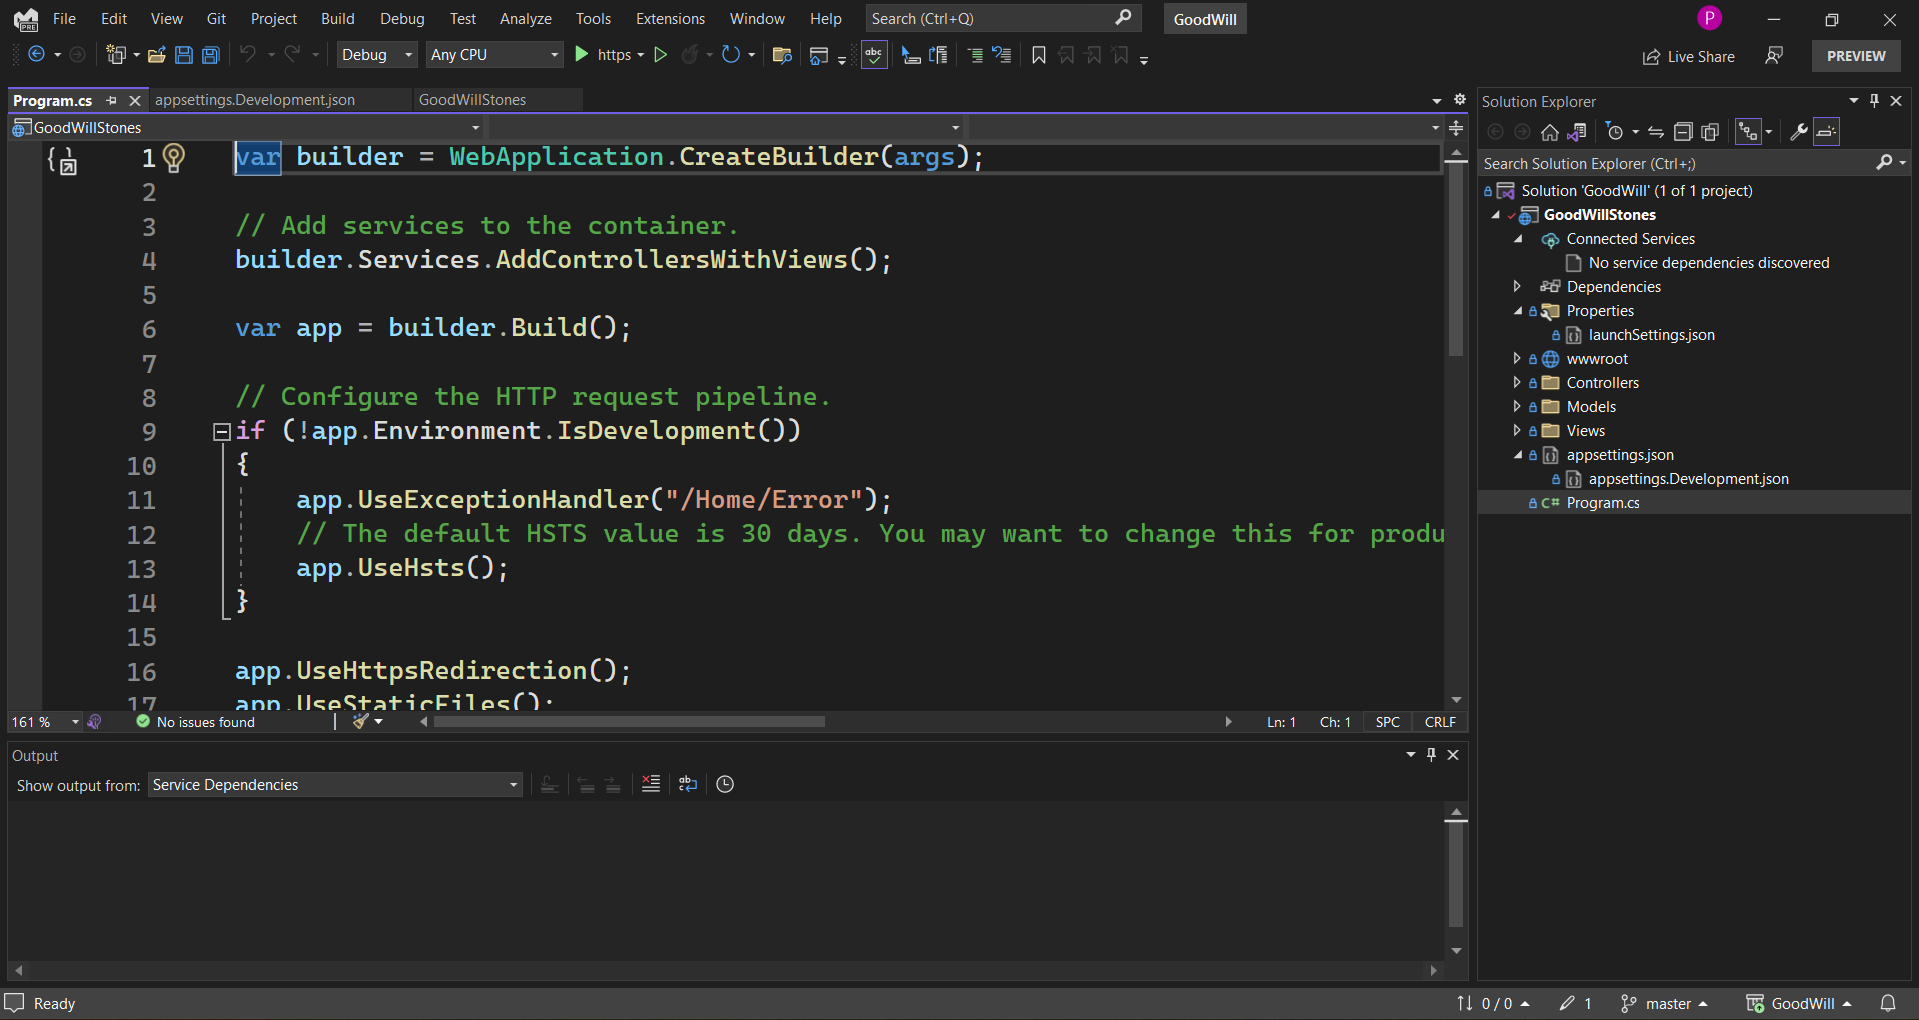 File Edit View Git Project Build Debug Test Analyze Tools Extensions Window Help Search (Ctrl+Q) GoodWill P
PRE
Debug Any CPU https abc Live Share PREVIEW
Program.cs appsettings.Development.json GoodWillStones
GoodWillStones
1 var builder = WebApplication.CreateBuilder(args);
2
3 // Add services to the container.
4 builder.Services.AddControllersWithViews();
5
6 var app = builder.Build();
7
8 // Configure the HTTP request pipeline.
9 if (!app.Environment.IsDevelopment())
10 {
11 app.UseExceptionHandler("/Home/Error");
12 // The default HSTS value is 30 days. You may want to change this for produ
13 app.UseHsts();
14 }
15
16 app.UseHttpsRedirection();
17 app.UseStaticFiles();
161 % No issues found Ln: 1 Ch: 1 SPC CRLF
Output
Show output from: Service Dependencies
Solution Explorer
Search Solution Explorer (Ctrl+;)
Solution 'GoodWill' (1 of 1 project)
GoodWillStones
Connected Services
No service dependencies discovered
Dependencies
Properties
launchSettings.json
wwwroot
Controllers
Models
Views
appsettings.json
appsettings.Development.json
C# Program.cs
Ready 0 / 0 1 master GoodWill